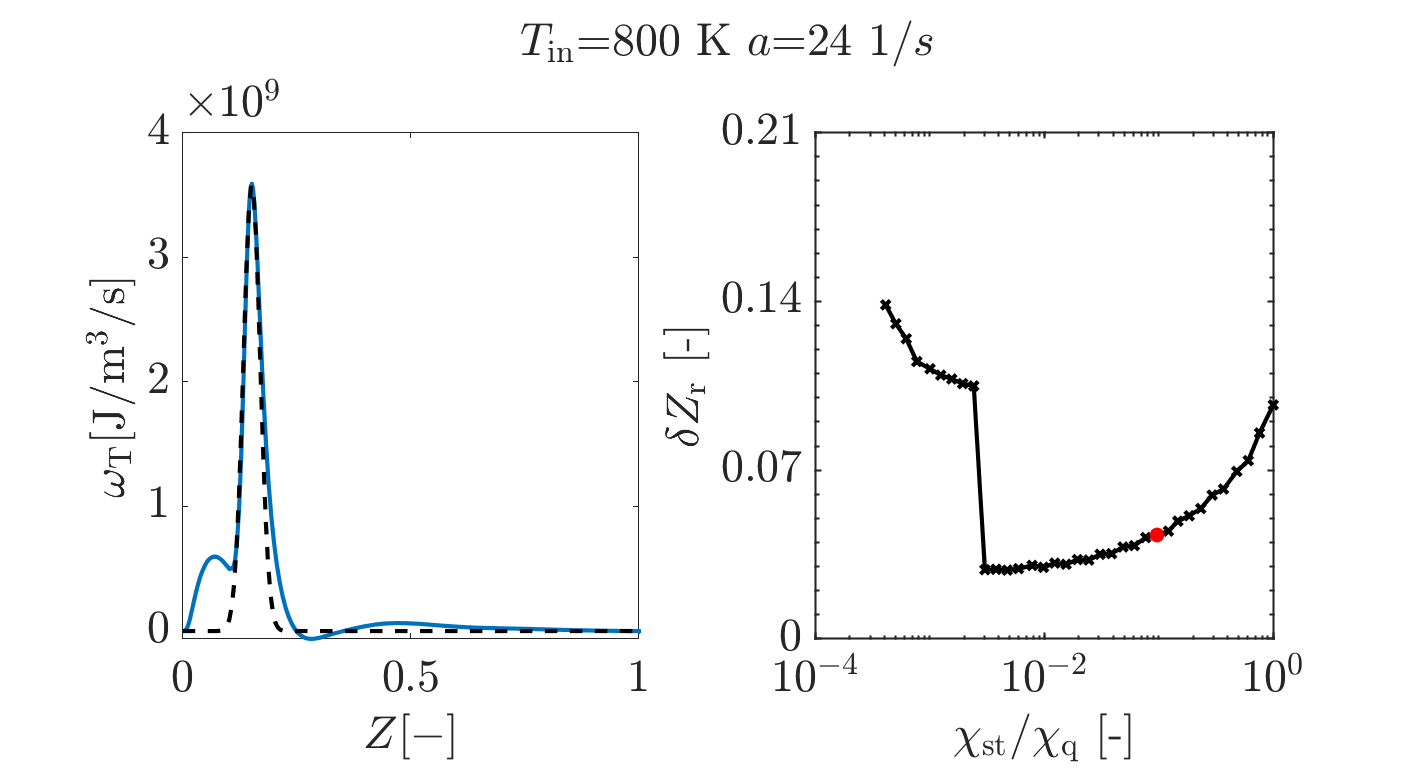 T_in=800 K a=24 1/s
×10^9
4
3
2
1
0
0 0.5 1
Z[−]
ω_T[J/m^3/s]
0.21
0.14
0.07
0
10^−4 10^−2 10^0
χ_st/χ_q [-]
δZ_r [-]